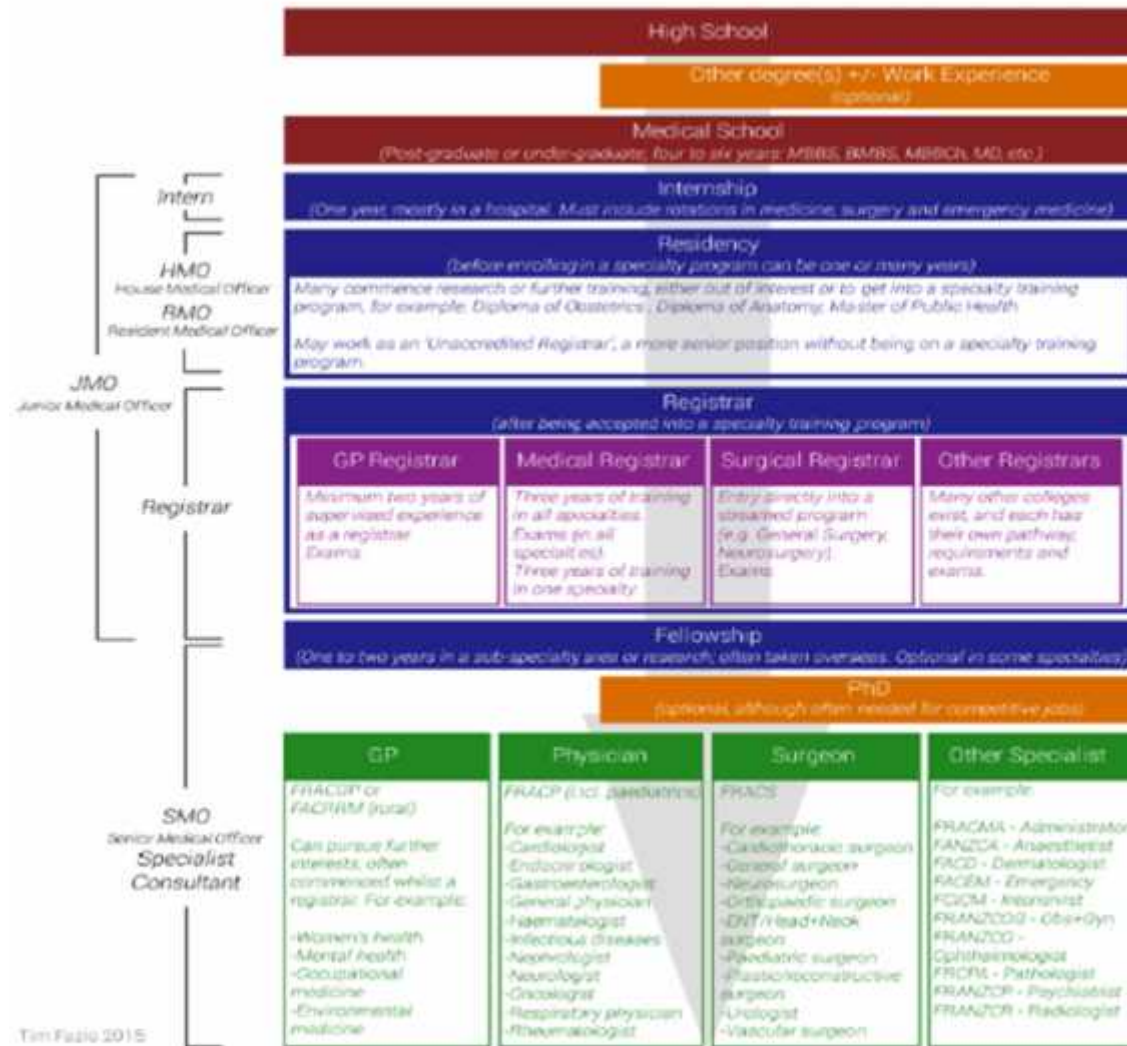 High School
Other degree(s) +/- Work Experience
(optional)
Medical School
(Post-graduate or under-graduate, four to six years: MBBS, BMBS, MBBCh, MD, etc.)
Intern
Internship
(One year, mostly in a hospital. Must include rotations in medicine, surgery and emergency medicine)
HMO
House Medical Officer
RMO
Resident Medical Officer
Residency
(before enrolling in a specialty program can be one or many years)
Many commence research or further training, either out of interest or to get into a specialty training
program, for example: Diploma of Obstetrics; Diploma of Anatomy; Master of Public Health
May work as an 'Unaccredited Registrar', a more senior position without being on a specialty training
program.
JMO
Junior Medical Officer
Registrar
Registrar
(after being accepted into a specialty training program)
GP Registrar
Minimum two years of
supervised experience
as a registrar
Exams
Medical Registrar
Three years of training
in all specialties
Exams (in all
specialties)
Three years of training
in one specialty
Surgical Registrar
Entry directly into a
streamed program
(e.g. General Surgery,
Neurosurgery)
Exams
Other Registrars
Many other colleges
exist, and each has
their own pathway,
requirements and
exams.
Fellowship
(One to two years in a sub-specialty area or research, often taken overseas. Optional in some specialties)
PhD
(optional, although often needed for competitive jobs)
SMO
Senior Medical Officer
Specialist
Consultant
GP
FRACGP or
FACRRM (rural)
Can pursue further
interests, often
commenced whilst a
registrar. For example:
-Women's health
-Mental health
-Occupational
medicine
-Environmental
medicine
Physician
FRACP (incl. paediatrics)
For example:
-Cardiologist
-Endocrinologist
-Gastroenterologist
-General physician
-Haematologist
-Infectious diseases
-Nephrologist
-Neurologist
-Oncologist
-Respiratory physician
-Rheumatologist
Surgeon
FRACS
For example:
-Cardiothoracic surgeon
-General surgeon
-Neurosurgeon
-Orthopaedic surgeon
-ENT/Head+Neck
surgeon
-Paediatric surgeon
-Plastic/reconstructive
surgeon
-Urologist
-Vascular surgeon
Other Specialist
For example:
FRACMA - Administrator
FANZCA - Anaesthetist
FACD - Dermatologist
FACEM - Emergency
FCICM - Intensivist
FRANZCOG - Obs+Gyn
FRANZCO -
Ophthalmologist
FRCPA - Pathologist
FRANZCP - Psychiatrist
FRANZCR - Radiologist
Tim Fazio 2015